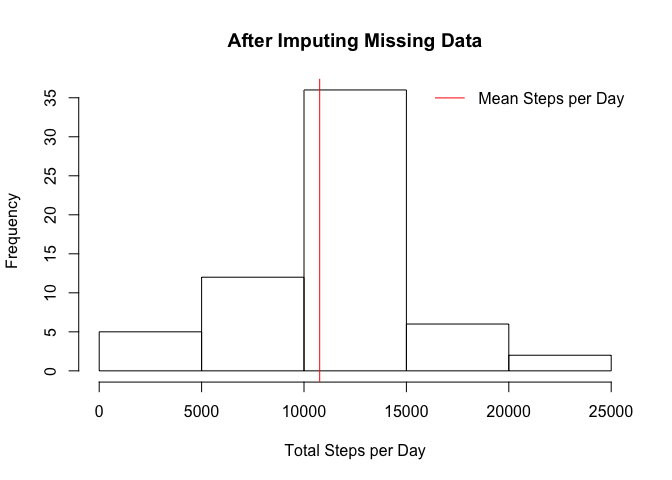 After Imputing Missing Data
Mean Steps per Day
Frequency
35
30
25
20
15
10
5
0
0 5000 10000 15000 20000 25000
Total Steps per Day